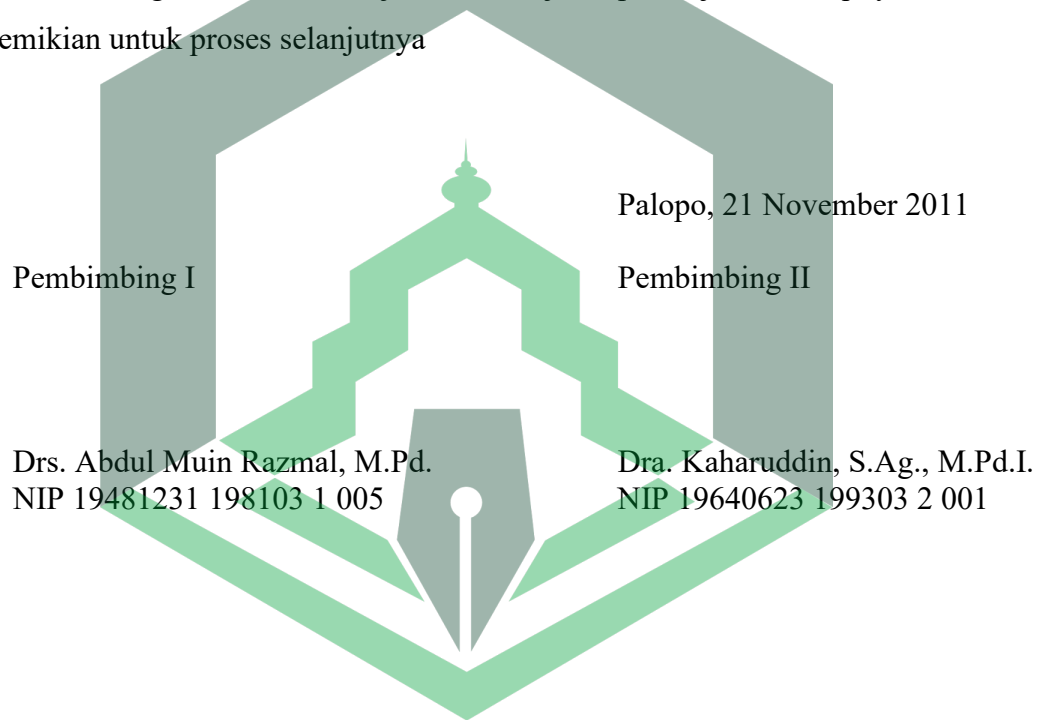 emikian untuk proses selanjutnya
Palopo, 21 November 2011
Pembimbing I Pembimbing II
Drs. Abdul Muin Razmal, M.Pd. Dra. Kaharuddin, S.Ag., M.Pd.I.
NIP 19481231 198103 1 005 NIP 19640623 199303 2 001